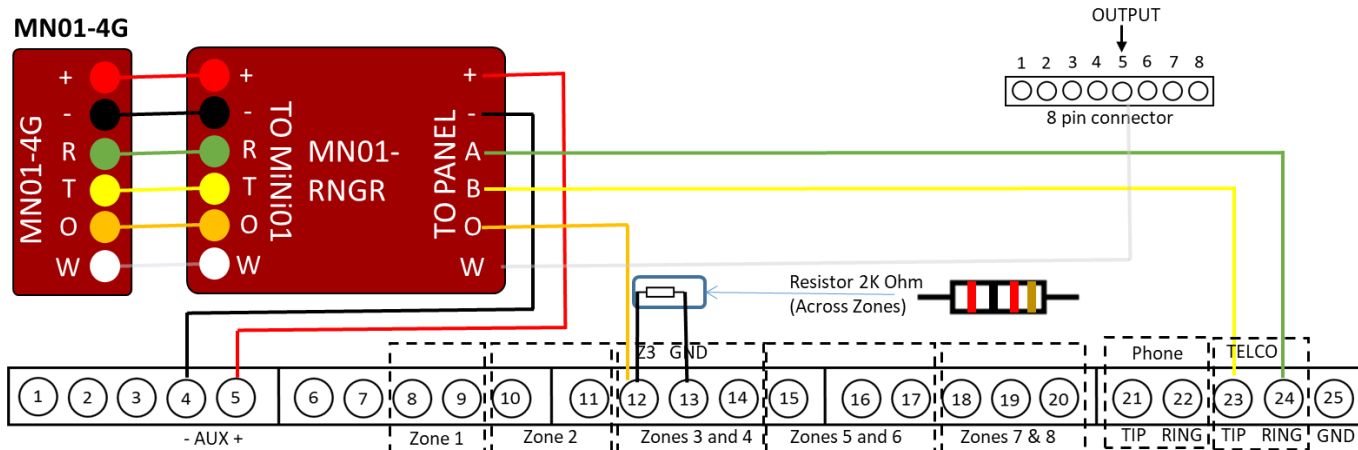 MN01-4G
OUTPUT
1 2 3 4 5 6 7 8
8 pin connector
MN01-4G
+ - R T O W
+ - R T O W
TO MiNi01
MN01-
RNGR
TO PANEL
+ - A B O W
Resistor 2K Ohm
(Across Zones)
Z3 GND
Phone
TELCO
1 2 3 4 5 6 7 8 9 10 11 12 13 14 15 16 17 18 19 20 21 22 23 24 25
- AUX +
Zone 1
Zone 2
Zones 3 and 4
Zones 5 and 6
Zones 7 & 8
TIP RING TIP RING GND